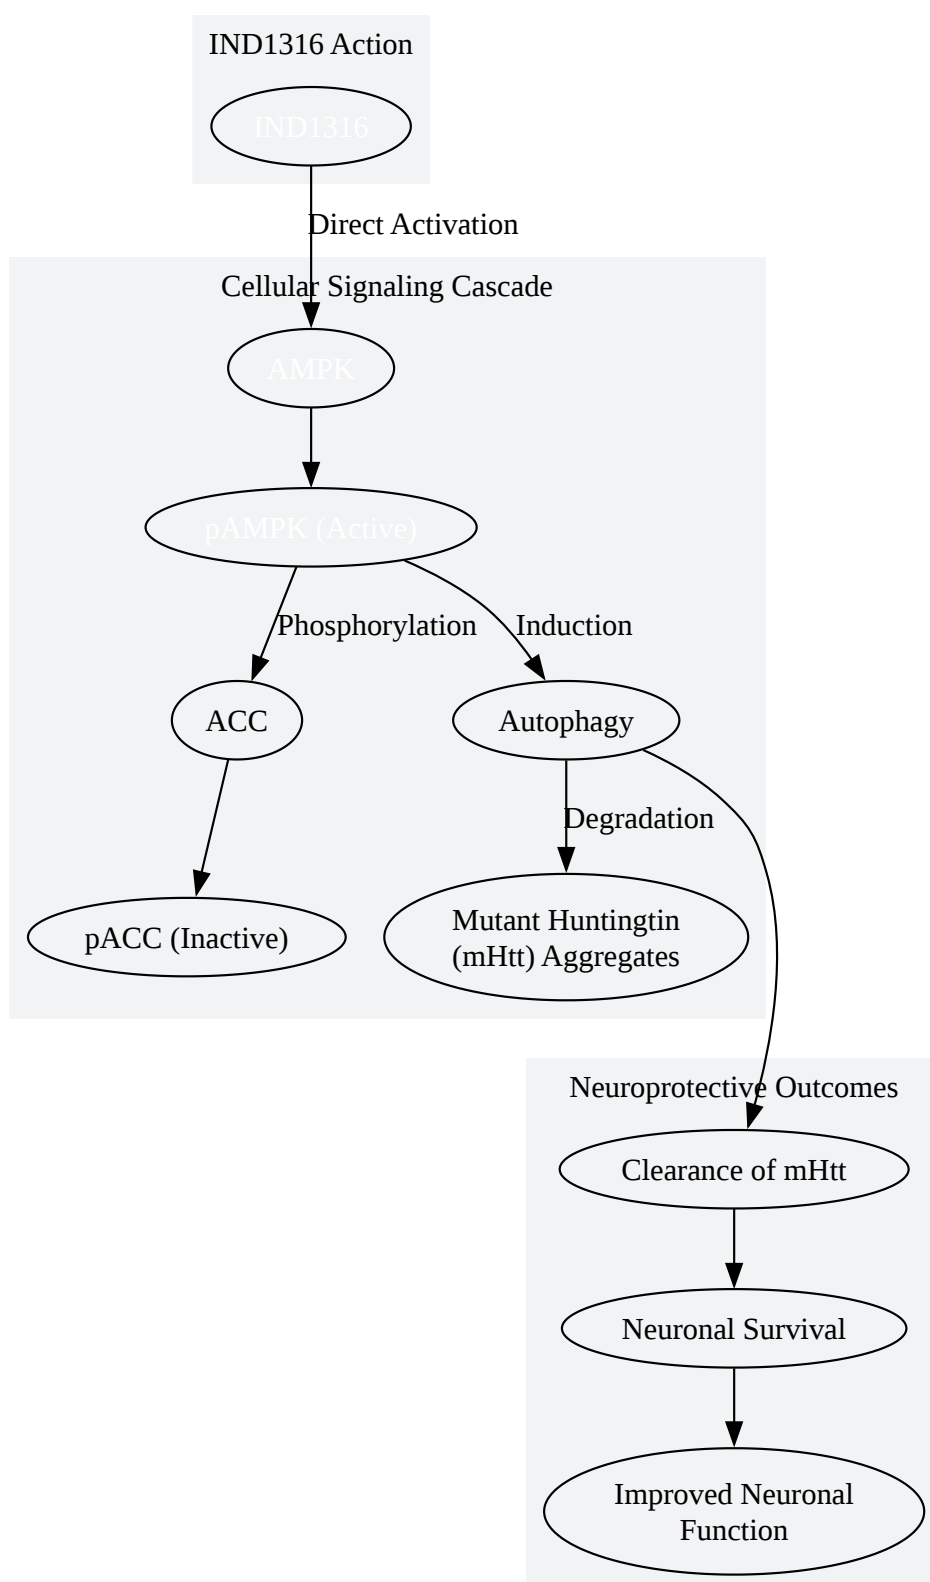 IND1316 Action
IND1316
Direct Activation
Cellular Signaling Cascade
AMPK
pAMPK (Active)
Phosphorylation
Induction
ACC
Autophagy
Degradation
pACC (Inactive)
Mutant Huntingtin
(mHtt) Aggregates
Neuroprotective Outcomes
Clearance of mHtt
Neuronal Survival
Improved Neuronal
Function